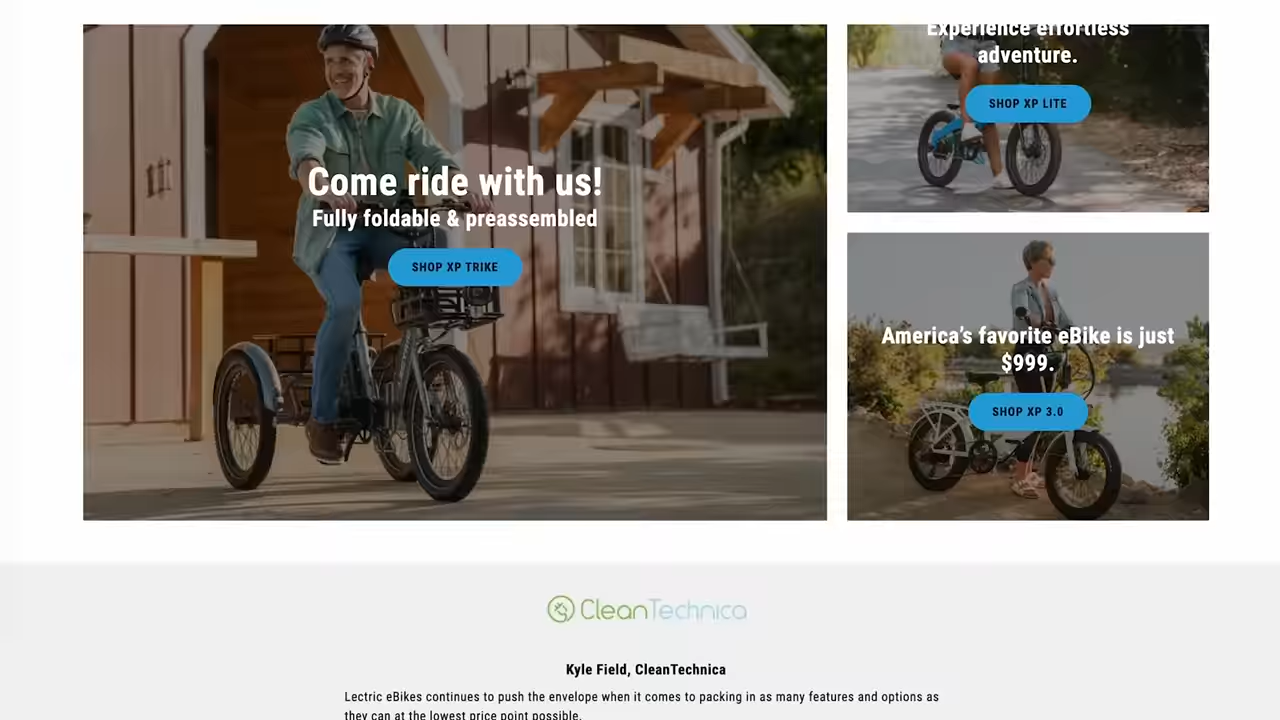 Come ride with us!
Fully foldable & preassembled
SHOP XP TRIKE
Experience effortless
adventure.
SHOP XP LITE
America's favorite eBike is just
$999.
SHOP XP 3.0
CleanTechnica
Kyle Field, CleanTechnica
Lectric eBikes continues to push the envelope when it comes to packing in as many features and options as
they can at the lowest price point possible.